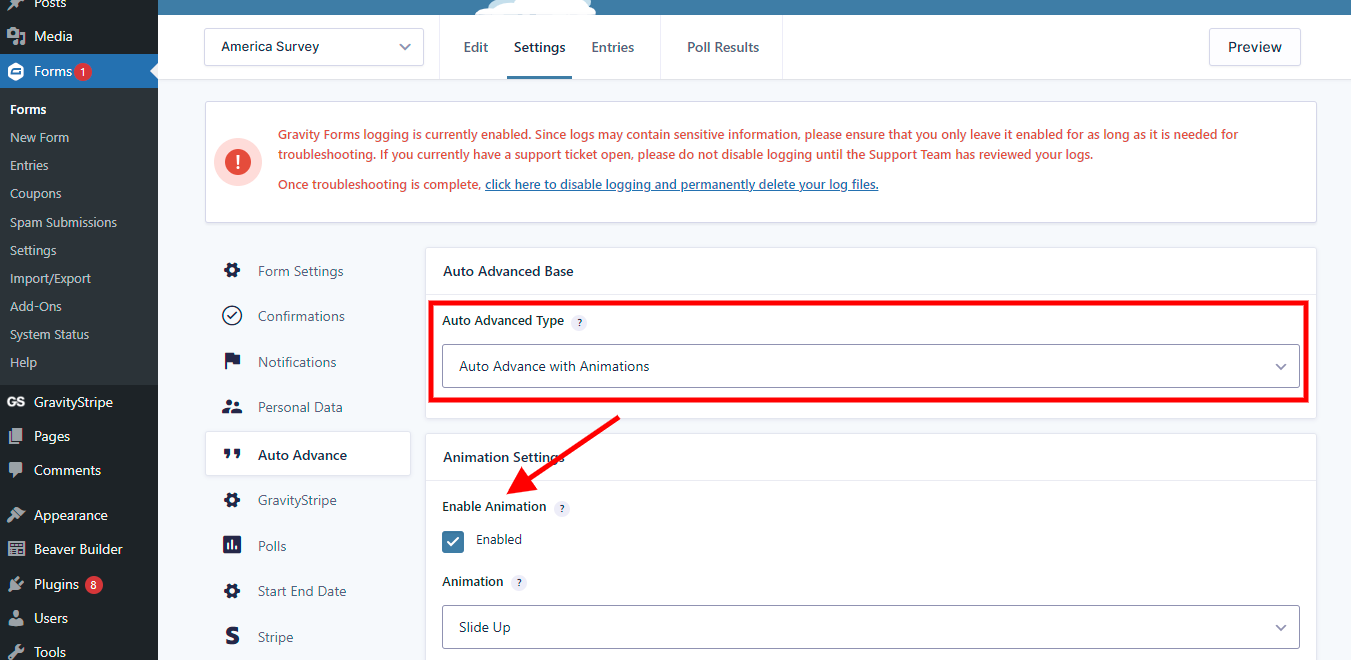 Posts
Media
Forms 1
Forms
New Form
Entries
Coupons
Spam Submissions
Settings
Import/Export
Add-Ons
System Status
Help
GS GravityStripe
Pages
Comments
Appearance
Beaver Builder
Plugins 8
Users
Tools
America Survey
Edit Settings Entries Poll Results
Preview
Gravity Forms logging is currently enabled. Since logs may contain sensitive information, please ensure that you only leave it enabled for as long as it is needed for
troubleshooting. If you currently have a support ticket open, please do not disable logging until the Support Team has reviewed your logs.
Once troubleshooting is complete, click here to disable logging and permanently delete your log files.
Form Settings
Confirmations
Notifications
Personal Data
Auto Advance
GravityStripe
Polls
Start End Date
S Stripe
Auto Advanced Base
Auto Advanced Type ?
Auto Advance with Animations
Animation Settings
Enable Animation ?
Enabled
Animation ?
Slide Up